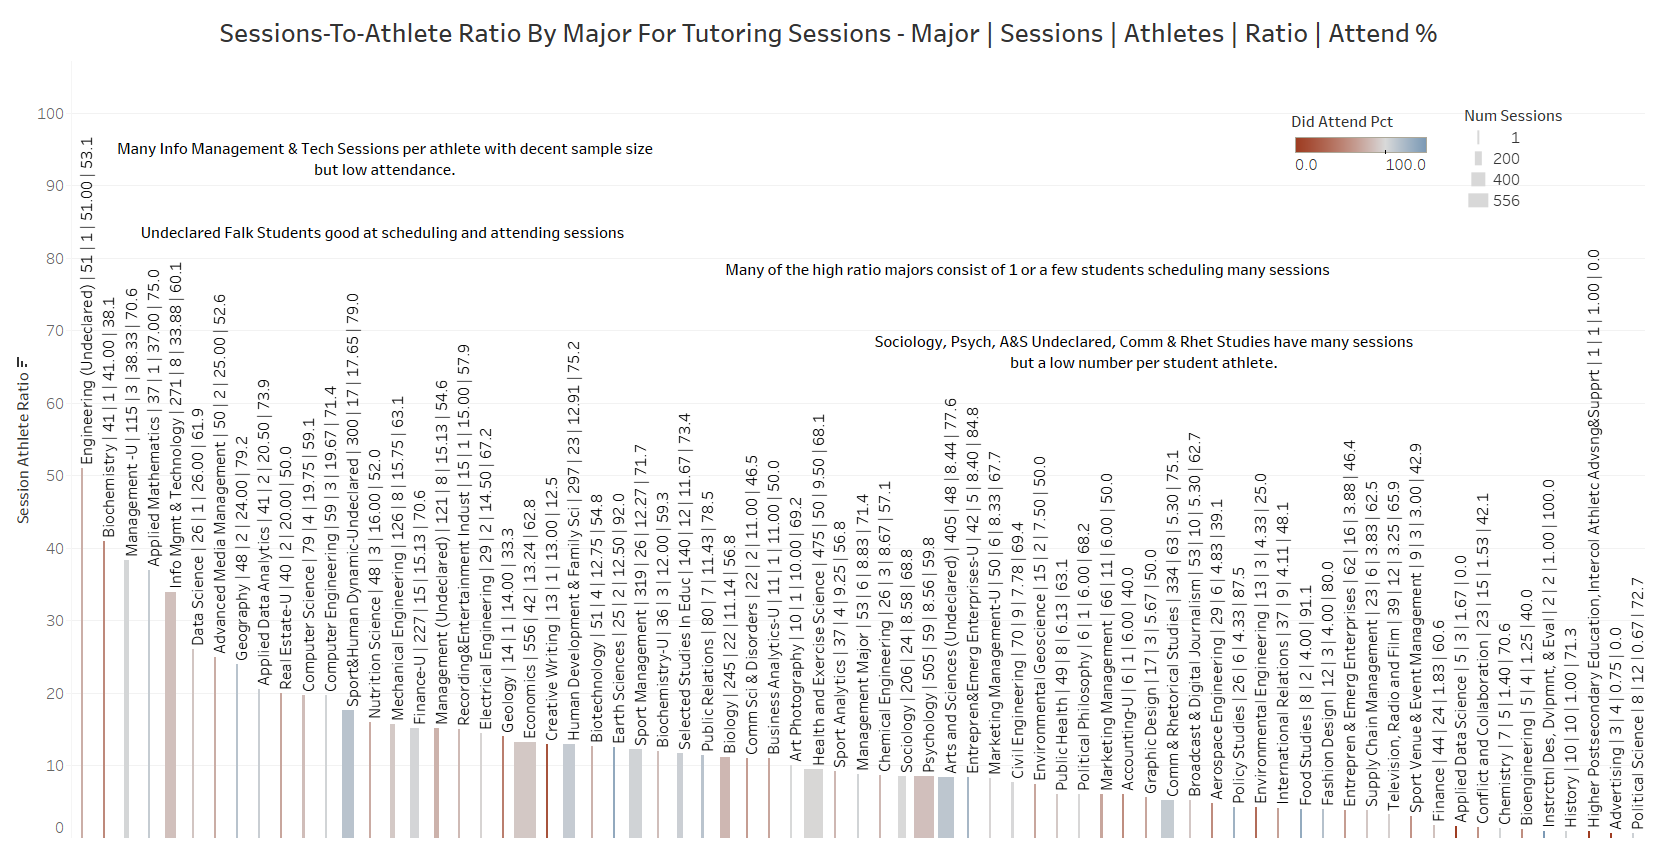 Sessions-To-Athlete Ratio By Major For Tutoring Sessions - Major | Sessions | Athletes | Ratio | Attend %
Did Attend Pct
0.0 100.0
Num Sessions
1
200
400
556
Many Info Management & Tech Sessions per athlete with decent sample size
but low attendance.
Undeclared Falk Students good at scheduling and attending sessions
Many of the high ratio majors consist of 1 or a few students scheduling many sessions
Sociology, Psych, A&S Undeclared, Comm & Rhet Studies have many sessions
but a low number per student athlete.
Session Athlete Ratio
100
90
80
70
60
50
40
30
20
10
0
Engineering (Undeclared) | 51 | 1 | 51.00 | 53.1
Biochemistry | 41 | 1 | 41.00 | 38.1
Management -U | 115 | 3 | 38.33 | 70.6
Applied Mathematics | 37 | 1 | 37.00 | 75.0
Info Mgmt & Technology | 271 | 8 | 33.88 | 60.1
Data Science | 26 | 1 | 26.00 | 61.9
Advanced Media Management | 50 | 2 | 25.00 | 52.6
Geography | 48 | 2 | 24.00 | 79.2
Applied Data Analytics | 41 | 2 | 20.50 | 73.9
Real Estate-U | 40 | 2 | 20.00 | 50.0
Computer Science | 79 | 4 | 19.75 | 59.1
Computer Engineering | 59 | 3 | 19.67 | 71.4
Sport&Human Dynamic-Undeclared | 300 | 17 | 17.65 | 79.0
Nutrition Science | 48 | 3 | 16.00 | 52.0
Mechanical Engineering | 126 | 8 | 15.75 | 63.1
Finance-U | 227 | 15 | 15.13 | 70.6
Management (Undeclared) | 121 | 8 | 15.13 | 54.6
Recording&Entertainment Indust | 15 | 1 | 15.00 | 57.9
Electrical Engineering | 29 | 2 | 14.50 | 67.2
Geology | 14 | 1 | 14.00 | 33.3
Economics | 556 | 42 | 13.24 | 62.8
Creative Writing | 13 | 1 | 13.00 | 12.5
Human Development & Family Sci | 297 | 23 | 12.91 | 75.2
Biotechnology | 51 | 4 | 12.75 | 54.8
Earth Sciences | 25 | 2 | 12.50 | 92.0
Sport Management | 319 | 26 | 12.27 | 71.7
Biochemistry-U | 36 | 3 | 12.00 | 59.3
Selected Studies In Educ | 140 | 12 | 11.67 | 73.4
Public Relations | 80 | 7 | 11.43 | 78.5
Biology | 245 | 22 | 11.14 | 56.8
Comm Sci & Disorders | 22 | 2 | 11.00 | 46.5
Business Analytics-U | 11 | 1 | 11.00 | 50.0
Art Photography | 10 | 1 | 10.00 | 69.2
Health and Exercise Science | 475 | 50 | 9.50 | 68.1
Sport Analytics | 37 | 4 | 9.25 | 56.8
Management Major | 53 | 6 | 8.83 | 71.4
Chemical Engineering | 26 | 3 | 8.67 | 57.1
Sociology | 206 | 24 | 8.58 | 68.8
Psychology | 505 | 59 | 8.56 | 59.8
Arts and Sciences (Undeclared) | 405 | 48 | 8.44 | 77.6
Entrepren&Emerg Enterprises-U | 42 | 5 | 8.40 | 84.8
Marketing Management-U | 50 | 6 | 8.33 | 67.7
Civil Engineering | 70 | 9 | 7.78 | 69.4
Environmental Geoscience | 15 | 2 | 7.50 | 50.0
Public Health | 49 | 8 | 6.13 | 63.1
Political Philosophy | 6 | 1 | 6.00 | 68.2
Marketing Management | 66 | 11 | 6.00 | 50.0
Accounting-U | 6 | 1 | 6.00 | 40.0
Graphic Design | 17 | 3 | 5.67 | 50.0
Comm & Rhetorical Studies | 334 | 63 | 5.30 | 75.1
Broadcast & Digital Journalism | 53 | 10 | 5.30 | 62.7
Aerospace Engineering | 29 | 6 | 4.83 | 39.1
Policy Studies | 26 | 6 | 4.33 | 87.5
Environmental Engineering | 13 | 3 | 4.33 | 25.0
International Relations | 37 | 9 | 4.11 | 48.1
Food Studies | 8 | 2 | 4.00 | 91.1
Fashion Design | 12 | 3 | 4.00 | 80.0
Entrepren & Emerg Enterprises | 62 | 16 | 3.88 | 46.4
Supply Chain Management | 23 | 6 | 3.83 | 62.5
Television, Radio and Film | 39 | 12 | 3.25 | 65.9
Sport Venue & Event Management | 9 | 3 | 3.00 | 42.9
Finance | 44 | 24 | 1.83 | 60.6
Applied Data Science | 5 | 3 | 1.67 | 0.0
Conflict and Collaboration | 23 | 15 | 1.53 | 42.1
Chemistry | 7 | 5 | 1.40 | 70.6
Bioengineering | 5 | 4 | 1.25 | 40.0
Instrctnl Des, Dvlpmnt, & Eval | 2 | 2 | 1.00 | 100.0
History | 10 | 10 | 1.00 | 71.3
Higher Postsecondary Education,Intercol Athletc Advsng&Supprt | 1 | 1 | 1.00 | 0.0
Advertising | 3 | 4 | 0.75 | 0.0
Political Science | 8 | 12 | 0.67 | 72.7